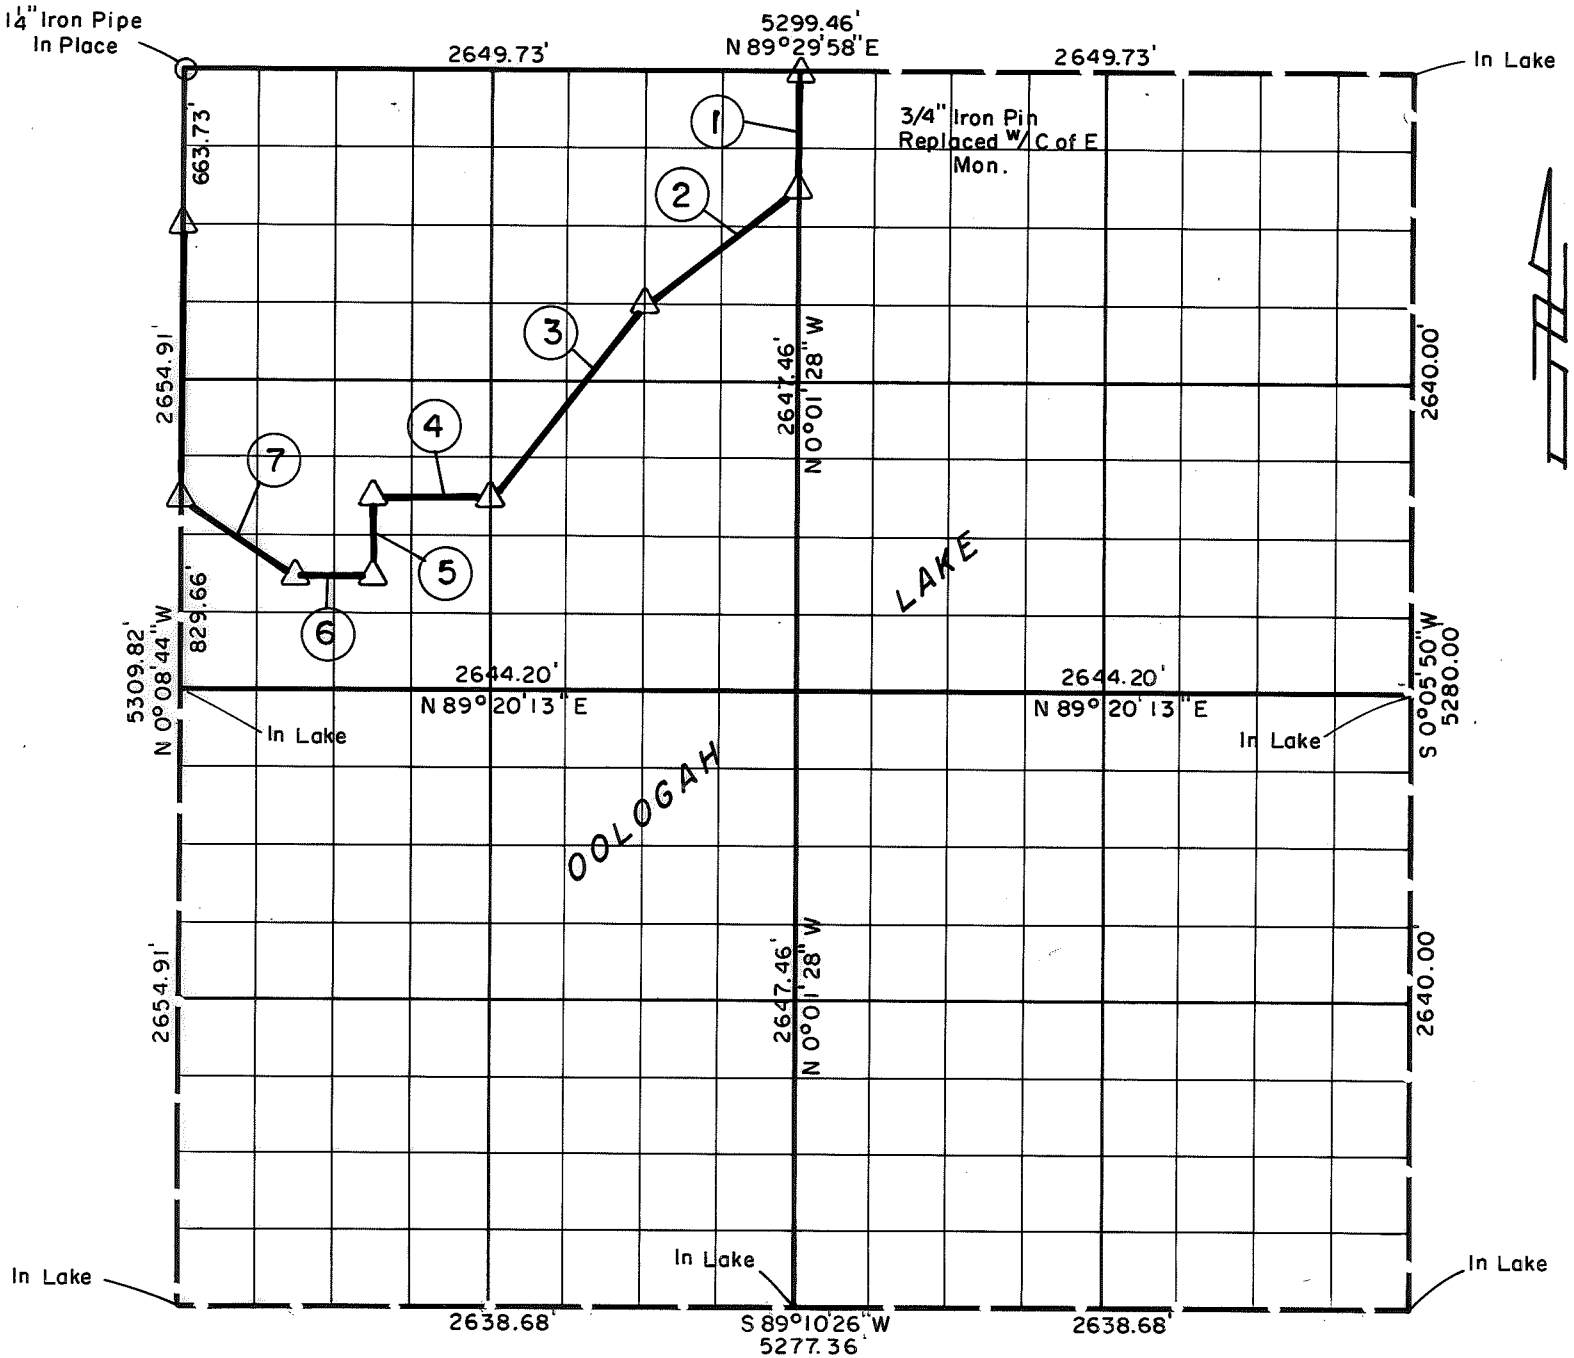 1¼" Iron Pipe
In Place
5299.46'
N 89°29'58" E
2649.73'
2649.73'
In Lake
3/4" Iron Pin
Replaced W/ C of E
Mon.
663.73'
1
2
3
4
5
6
7
2654.91'
2647.46'
N 0°01'28" W
2640.00'
829.66'
5309.82'
N 0°08'44" W
LAKE
2644.20'
N 89°20'13" E
2644.20'
N 89°20'13" E
S 0°05'50" W
5280.00'
In Lake
In Lake
OOLOGAH
2654.91'
2647.46'
N 0°01'28" W
2640.00'
In Lake
In Lake
In Lake
2638.68'
S 89°10'26" W
5277.36'
2638.68'